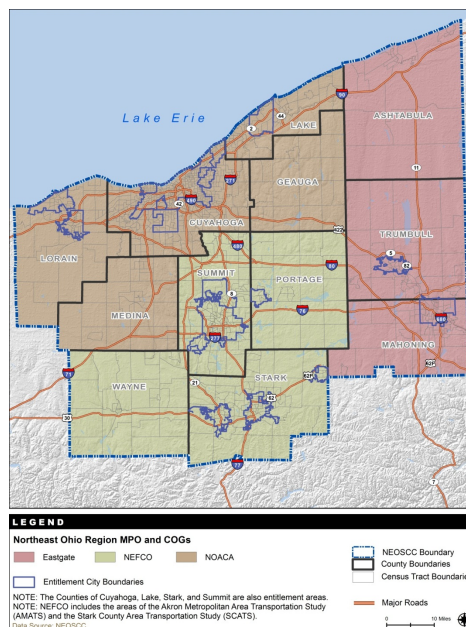 Lake Erie
90
ASHTABULA
44
2
LAKE
271
GEAUGA
11
490
42
CUYAHOGA
422
TRUMBULL
LORAIN
480
5
82
SUMMIT
PORTAGE
80
8
MEDINA
76
680
277
MAHONING
STARK
71
WAYNE
21
62
30
77
7
LEGEND
Northeast Ohio Region MPO and COGs
Eastgate
NEFCO
NOACA
NEOSCC Boundary
County Boundaries
Census Tract Boundarie
Entitlement City Boundaries
NOTE: The Counties of Cuyahoga, Lake, Stark, and Summit are also entitlement areas.
NOTE: NEFCO includes the areas of the Akron Metropolitan Area Transportation Study
(AMATS) and the Stark County Area Transportation Study (SCATS).
Major Roads
0 10 Miles
Data Source: NEOSCC